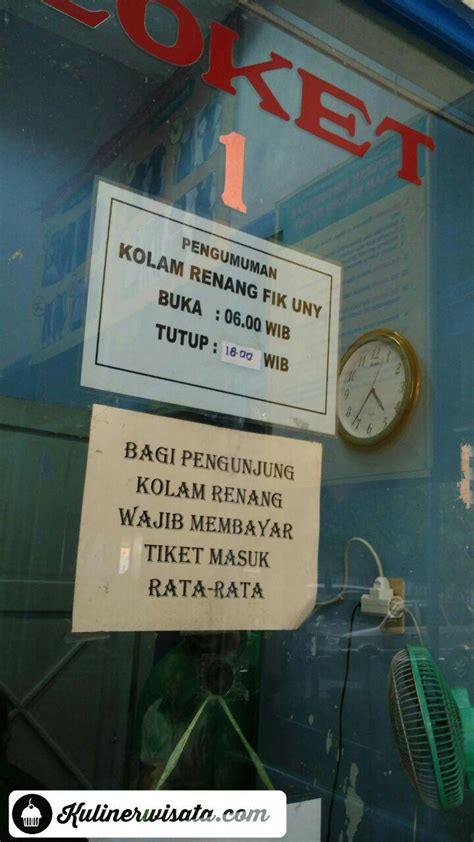 LOKET
1
PENGUMUMAN
KOLAM RENANG FIK UNY
BUKA : 06.00 WIB
TUTUP : 18.00 WIB
BAGI PENGUNJUNG
KOLAM RENANG
WAJIB MEMBAYAR
TIKET MASUK
RATA-RATA
Kulinerwisata.com